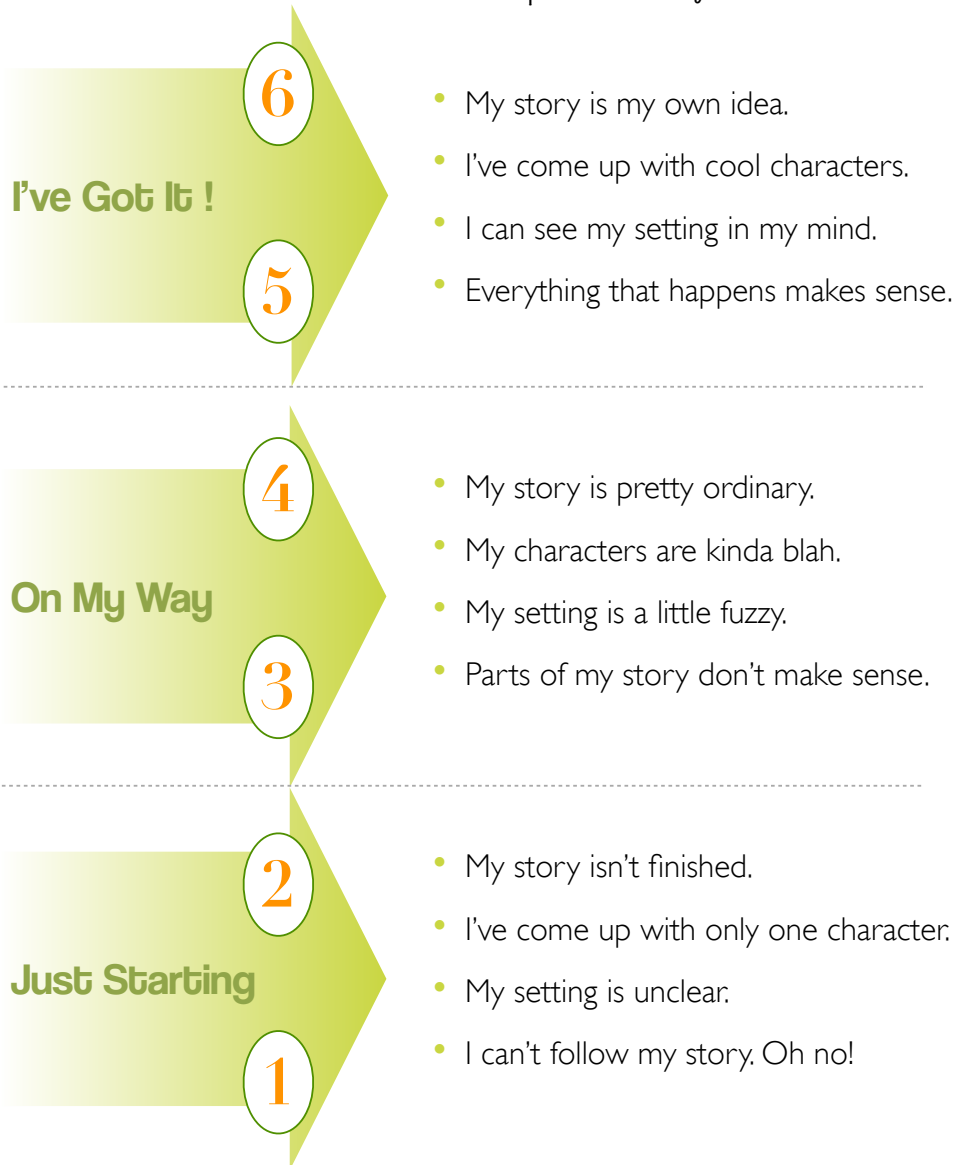 6
I've Got It !
5
• My story is my own idea.
• I've come up with cool characters.
• I can see my setting in my mind.
• Everything that happens makes sense.
4
On My Way
3
• My story is pretty ordinary.
• My characters are kinda blah.
• My setting is a little fuzzy.
• Parts of my story don't make sense.
2
Just Starting
1
• My story isn't finished.
• I've come up with only one character.
• My setting is unclear.
• I can't follow my story. Oh no!